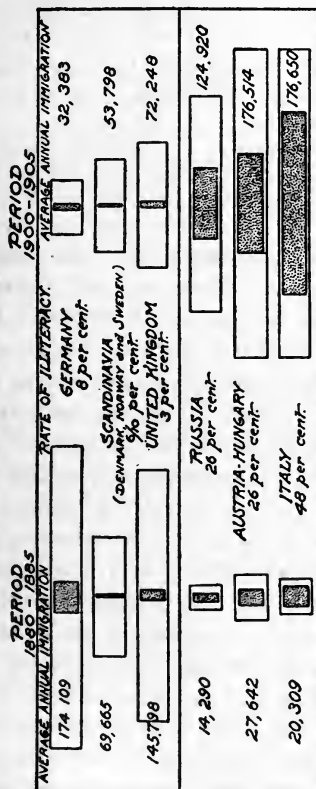 PERIOD
1880-1885
PERIOD
1900-1905
AVERAGE ANNUAL IMMIGRATION
RATE OF ILLITERACY.
AVERAGE ANNUAL IMMIGRATION
174 109
GERMANY
8 per cent.
32,383
69,665
SCANDINAVIA
(DENMARK, NORWAY and SWEDEN)
6/10 per cent.
53,798
145,798
UNITED KINGDOM
3 per cent.
72,248
14,290
RUSSIA
26 per cent.
124,920
27,642
AUSTRIA-HUNGARY
26 per cent.
176,514
20,309
ITALY
48 per cent.
176,650